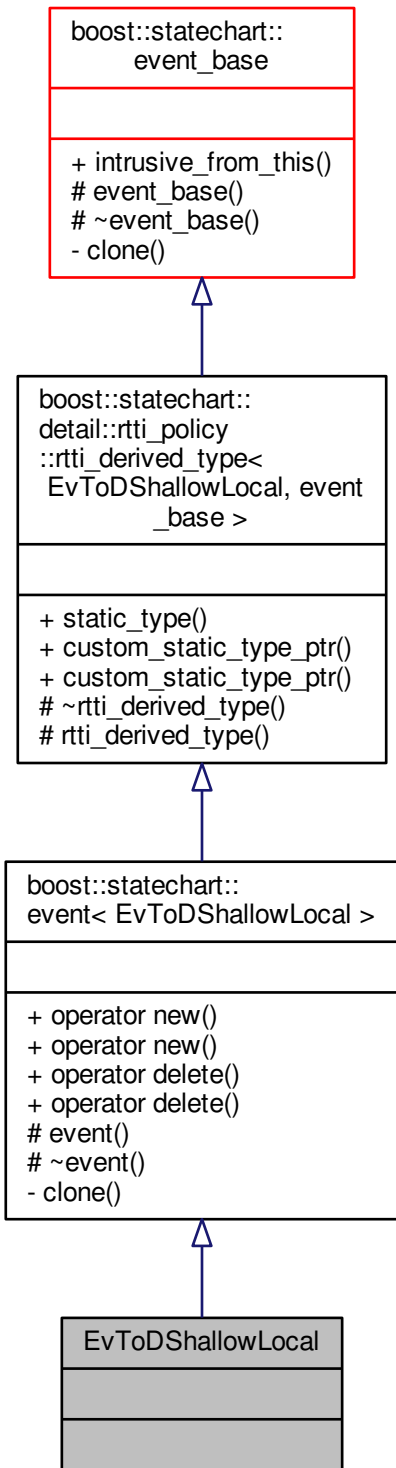 boost::statechart::
event_base
+ intrusive_from_this()
# event_base()
# ~event_base()
- clone()
boost::statechart::
detail::rtti_policy
::rtti_derived_type<
EvToDShallowLocal, event
_base >
+ static_type()
+ custom_static_type_ptr()
+ custom_static_type_ptr()
# ~rtti_derived_type()
# rtti_derived_type()
boost::statechart::
event< EvToDShallowLocal >
+ operator new()
+ operator new()
+ operator delete()
+ operator delete()
# event()
# ~event()
- clone()
EvToDShallowLocal